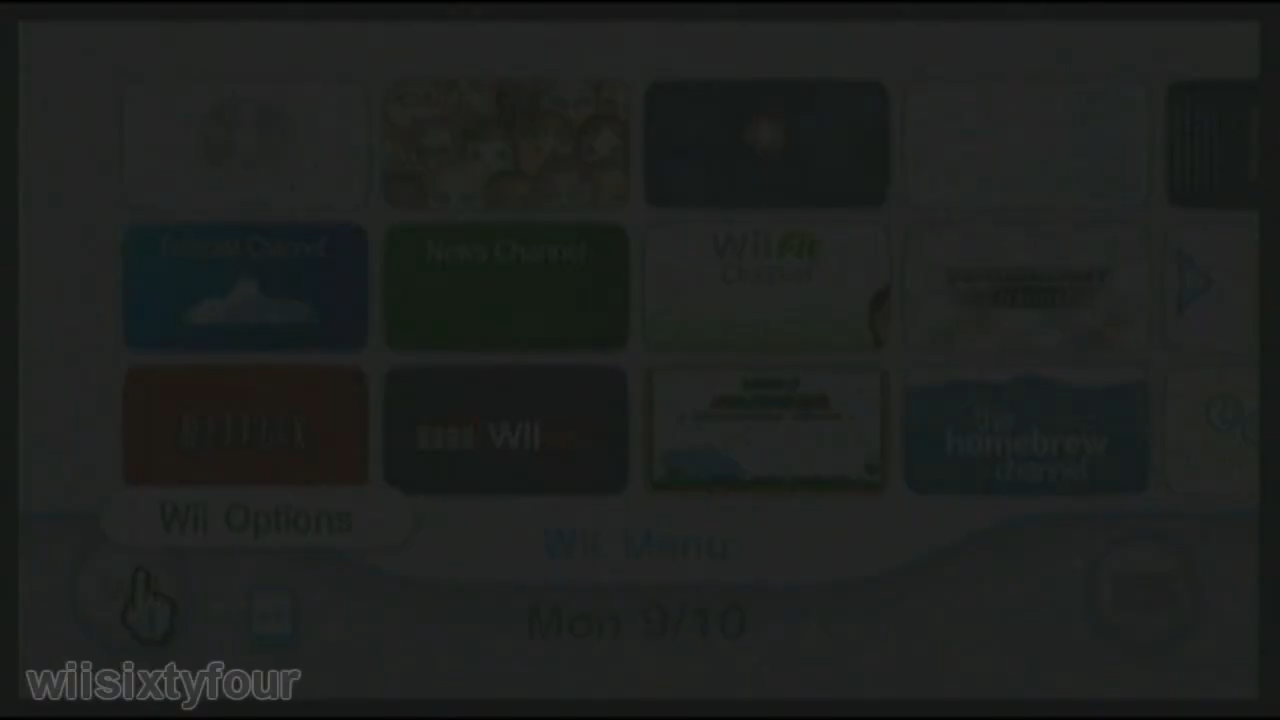 Forecast Channel
News Channel
Wii Fit
Channel
NETFLIX
Wii
the
homebrew
channel
Wii Options
Wii Menu
Mon 9/10
wiisixtyfour